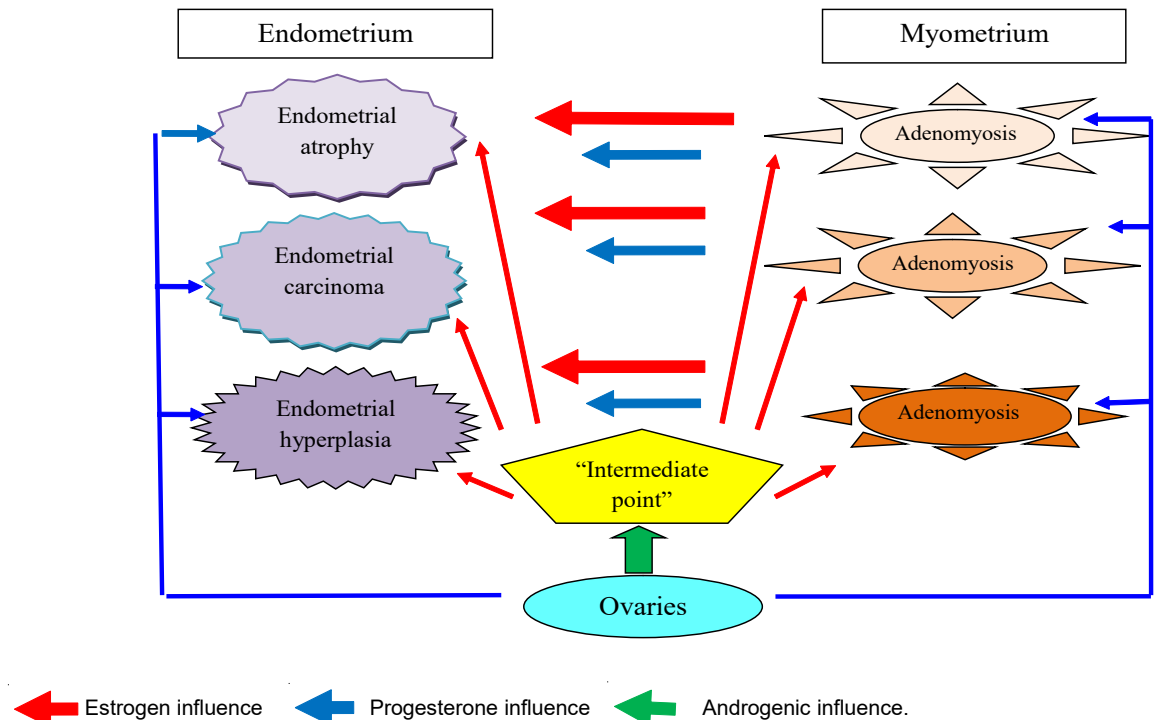 Endometrium
Myometrium
Endometrial
atrophy
Adenomyosis
Endometrial
carcinoma
Adenomyosis
Endometrial
hyperplasia
Adenomyosis
“Intermediate
point”
Ovaries
Estrogen influence
Progesterone influence
Androgenic influence.